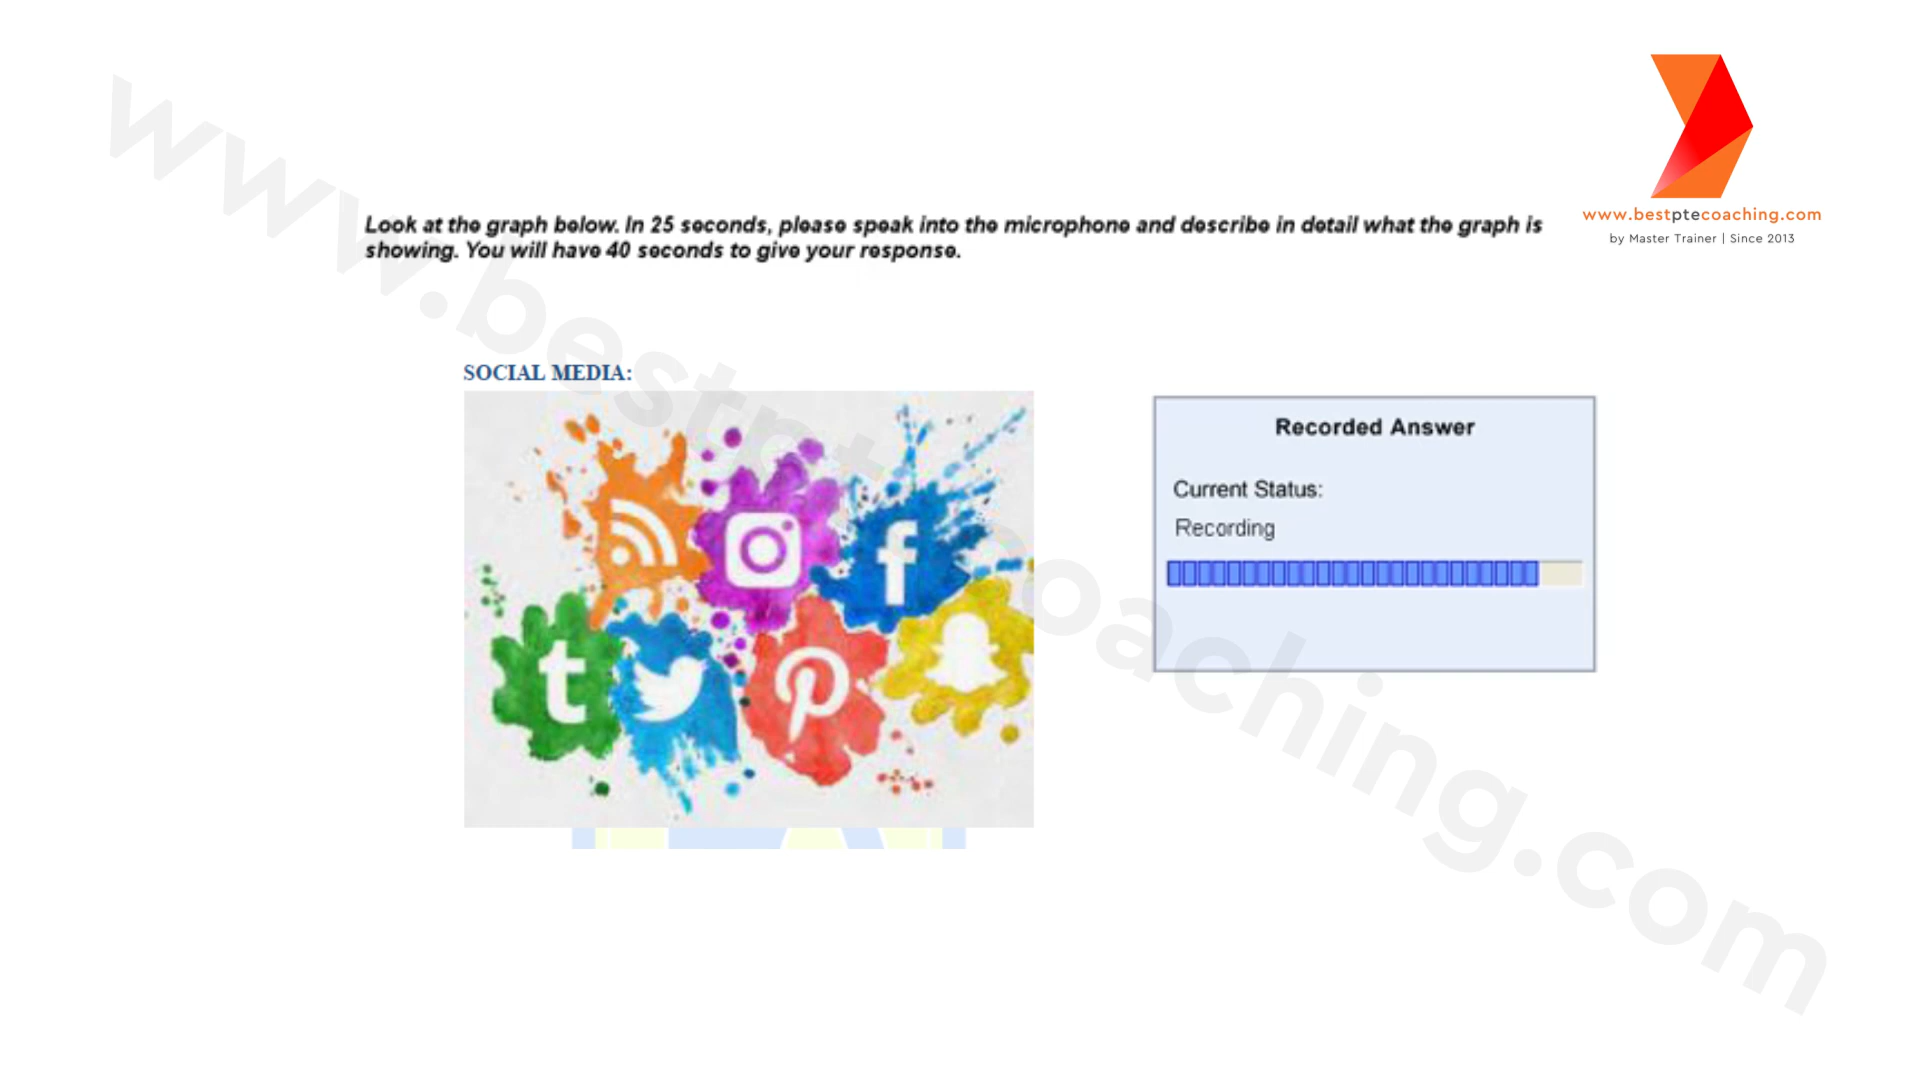 www.bestptecoaching.com
by Master Trainer | Since 2013
Look at the graph below. In 25 seconds, please speak into the microphone and describe in detail what the graph is
showing. You will have 40 seconds to give your response.
SOCIAL MEDIA:
Recorded Answer
Current Status:
Recording
f
t
www.bestptecoaching.com